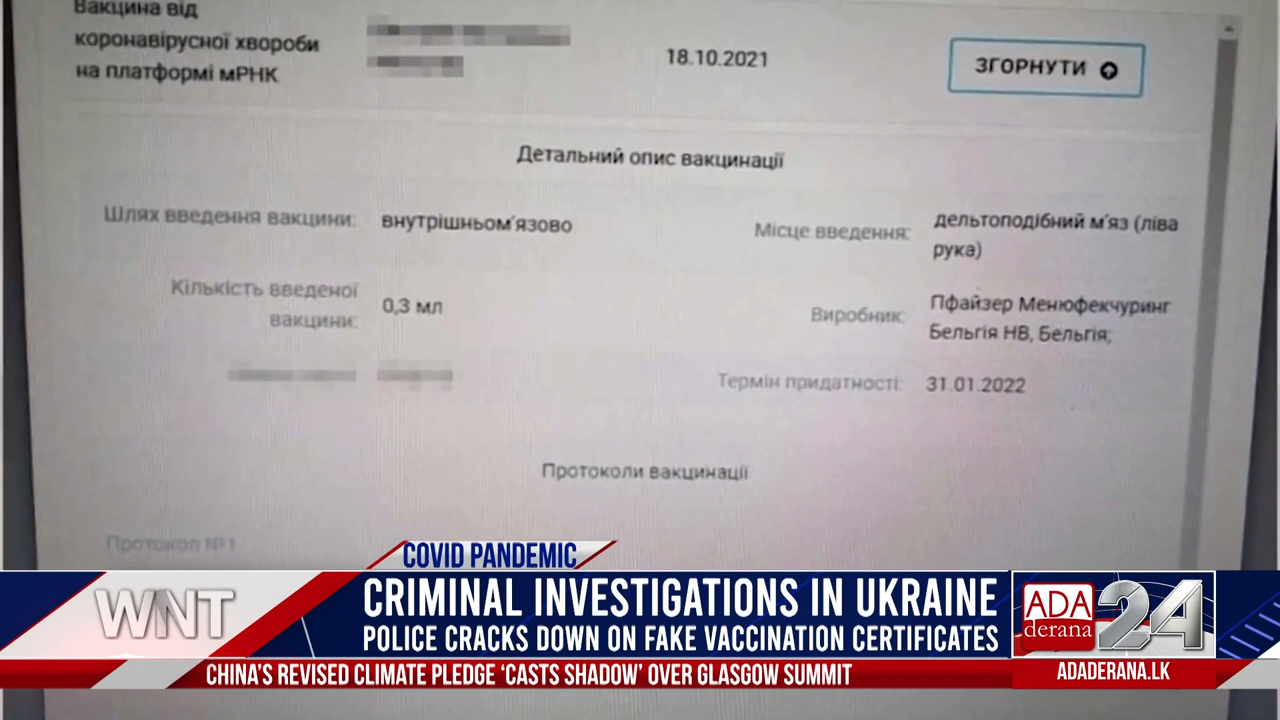 Вакцина від
коронавірусної хвороби
на платформі мРНК
18.10.2021
ЗГОРНУТИ
Детальний опис вакцинації
Шлях введення вакцини:
внутрішньом'язово
Місце введення:
дельтоподібний м'яз (ліва
рука)
Кількість введеної
вакцини:
0,3 мл
Виробник:
Пфайзер Менюфекчуринг
Бельгія НВ, Бельгія;
Термін придатності:
31.01.2022
Протоколи вакцинації
Протокол №1
COVID PANDEMIC
WNT
CRIMINAL INVESTIGATIONS IN UKRAINE
POLICE CRACKS DOWN ON FAKE VACCINATION CERTIFICATES
ADA
derana
24
CHINA'S REVISED CLIMATE PLEDGE 'CASTS SHADOW' OVER GLASGOW SUMMIT
ADADERANA.LK